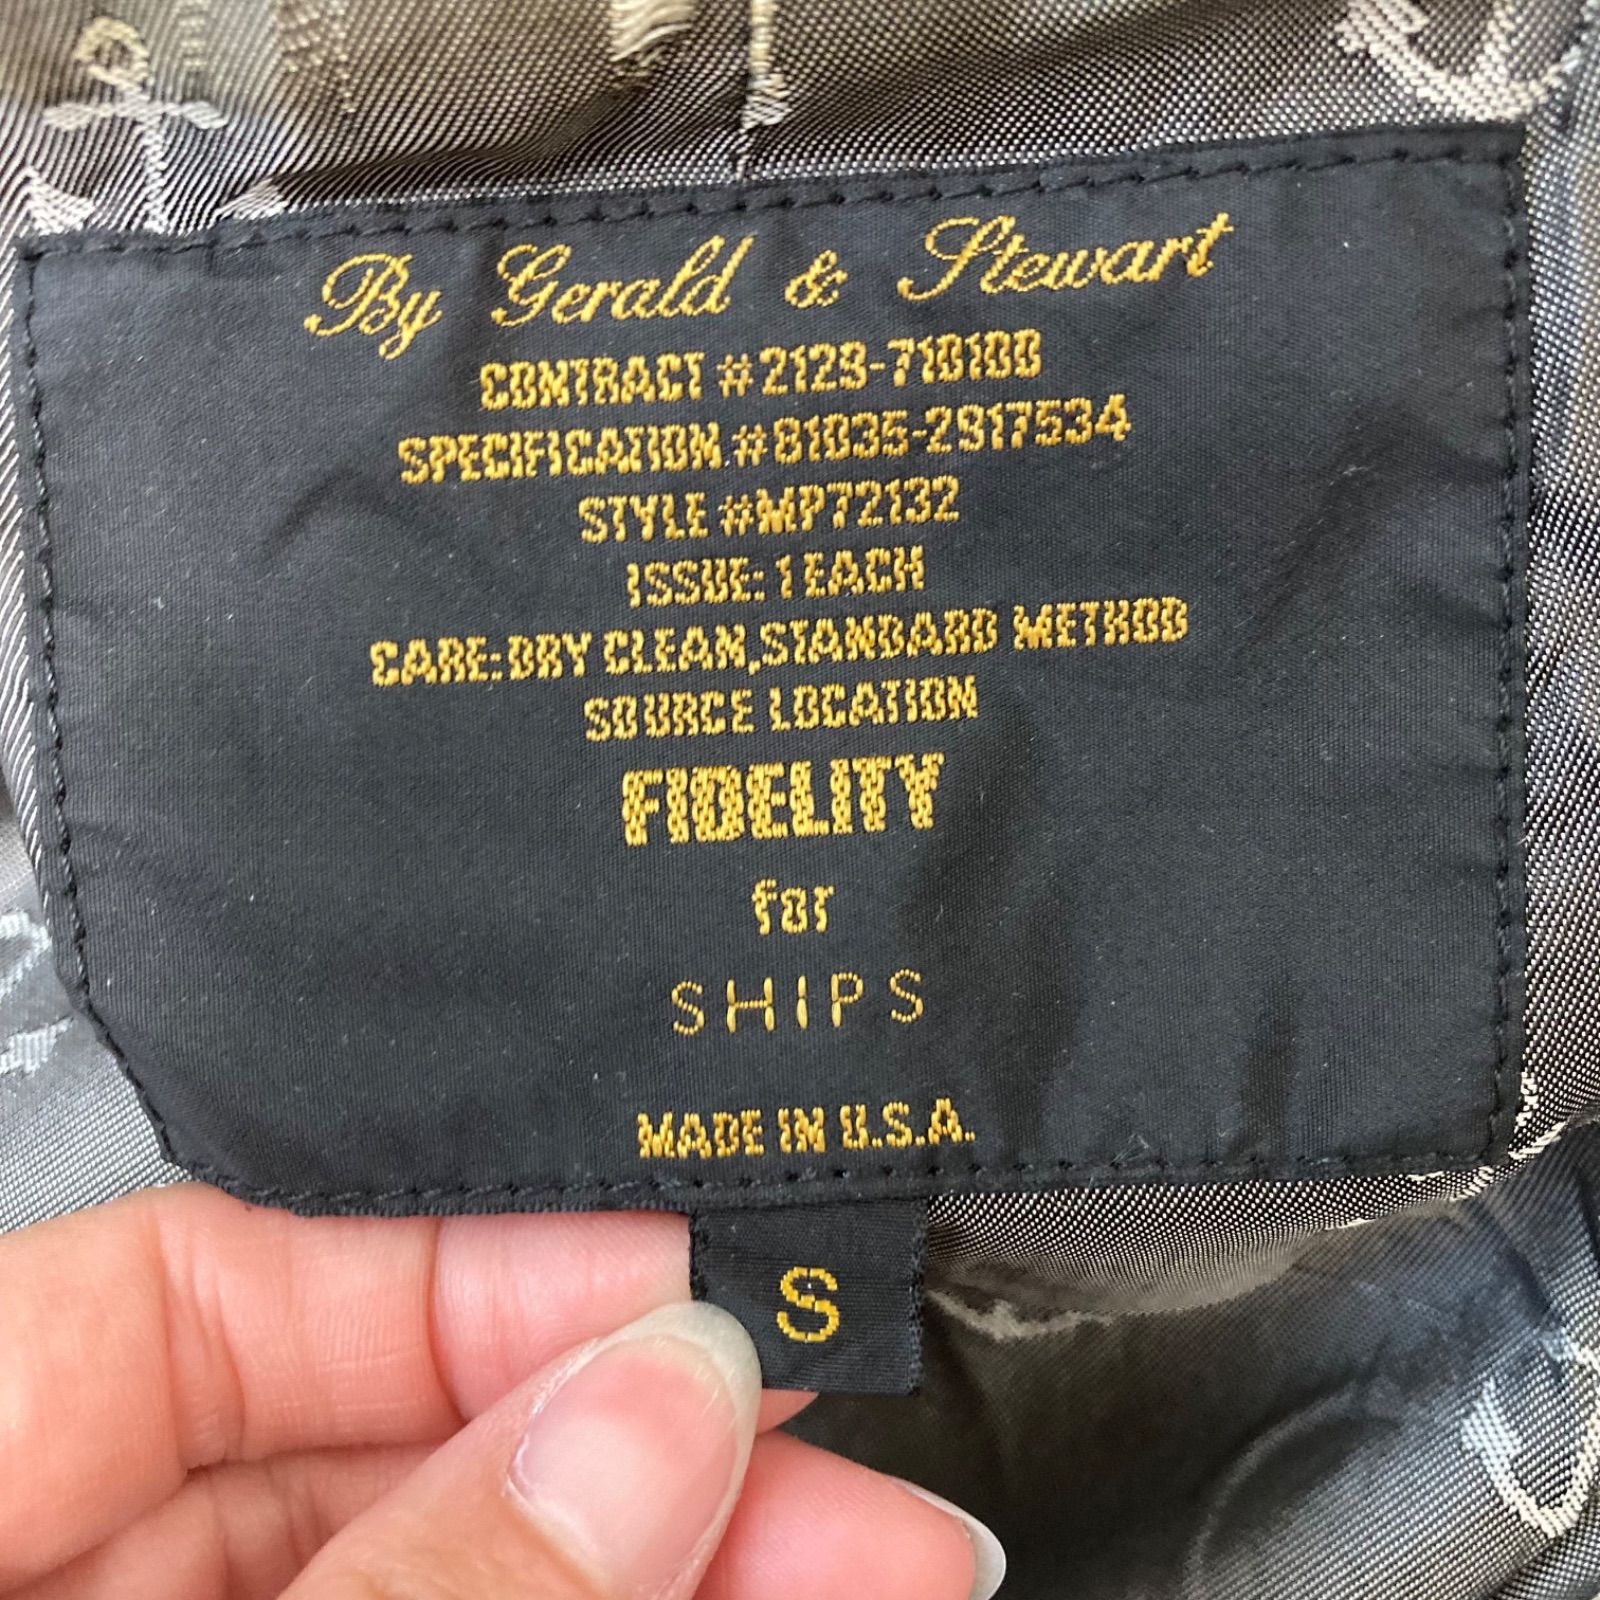 By Gerald & Stewart
CONTRACT #2129-710100
SPECIFICATION.#81035-2917534
STYLE #MP72132
ISSUE: 1 EACH
CARE: DRY CLEAN, STANDARD METHOD
SOURCE LOCATION
FIDELITY
for
SHIPS
MADE IN U.S.A.
S